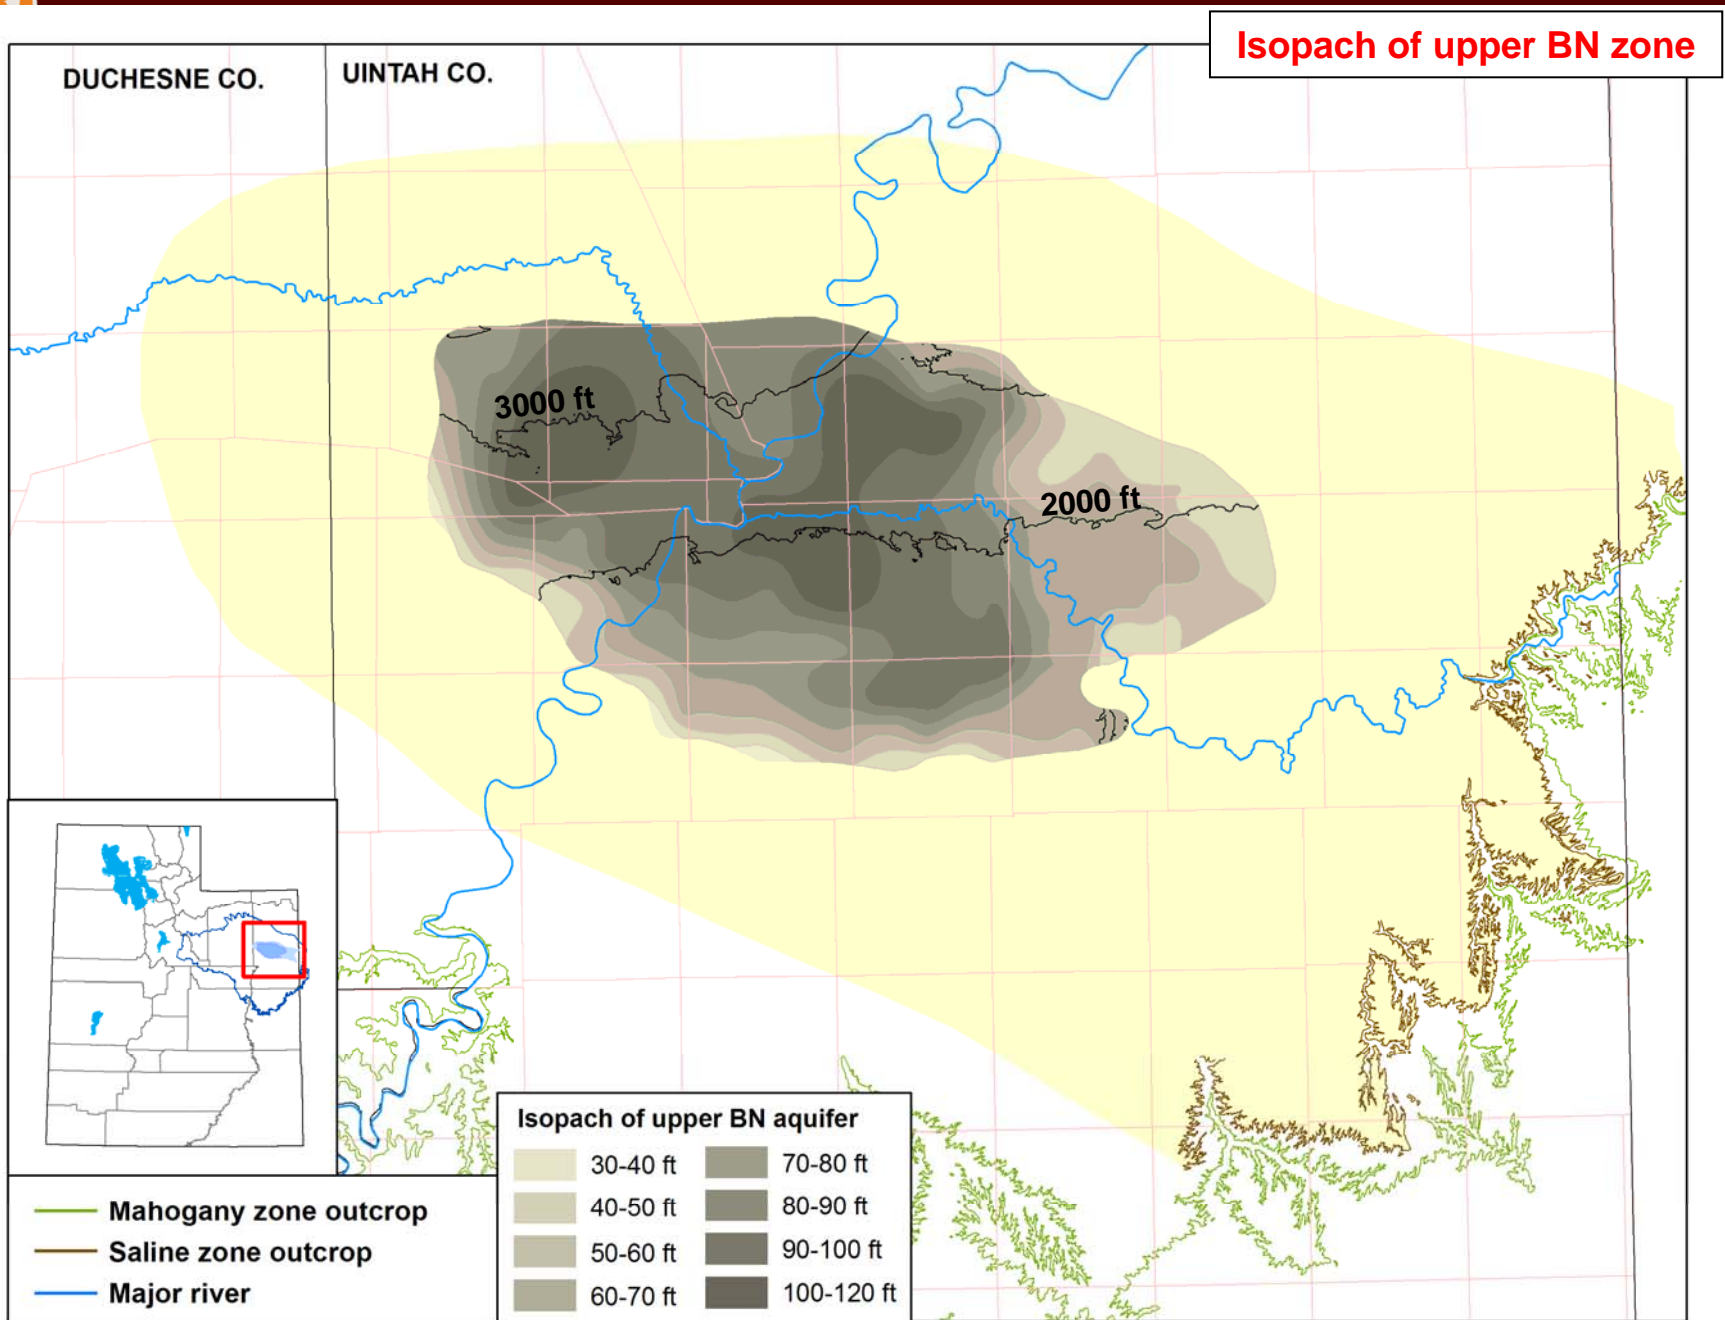 Isopach of upper BN zone
DUCHESNE CO.
UINTAH CO.
3000 ft
2000 ft
Isopach of upper BN aquifer
30-40 ft
40-50 ft
50-60 ft
60-70 ft
70-80 ft
80-90 ft
90-100 ft
100-120 ft
Mahogany zone outcrop
Saline zone outcrop
Major river